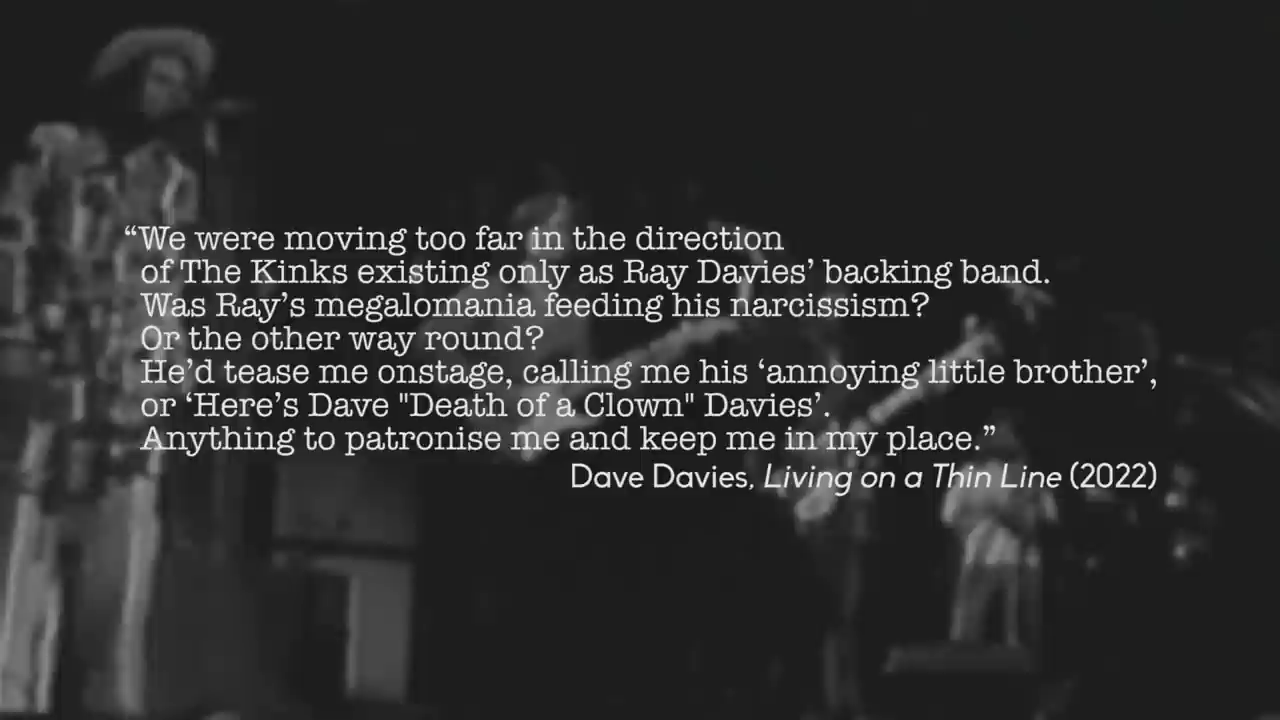 “We were moving too far in the direction
of The Kinks existing only as Ray Davies’ backing band.
Was Ray’s megalomania feeding his narcissism?
Or the other way round?
He’d tease me onstage, calling me his ‘annoying little brother’,
or ‘Here’s Dave "Death of a Clown" Davies’.
Anything to patronise me and keep me in my place.”
Dave Davies, Living on a Thin Line (2022)